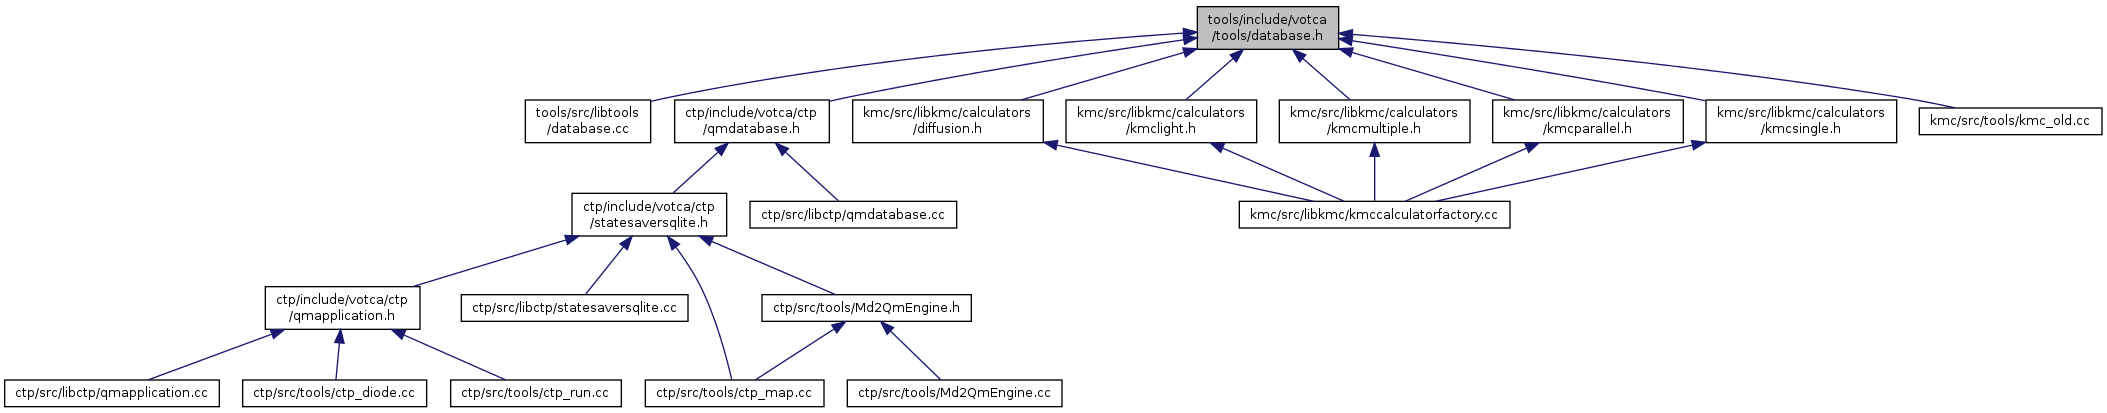 tools/include/votca
/tools/database.h
tools/src/libtools
/database.cc
ctp/include/votca/ctp
/qmdatabase.h
kmc/src/libkmc/calculators
/diffusion.h
kmc/src/libkmc/calculators
/kmclight.h
kmc/src/libkmc/calculators
/kmcmultiple.h
kmc/src/libkmc/calculators
/kmcparallel.h
kmc/src/libkmc/calculators
/kmcsingle.h
kmc/src/tools/kmc_old.cc
ctp/include/votca/ctp
/statesaversqlite.h
ctp/src/libctp/qmdatabase.cc
kmc/src/libkmc/kmccalculatorfactory.cc
ctp/include/votca/ctp
/qmapplication.h
ctp/src/libctp/statesaversqlite.cc
ctp/src/tools/Md2QmEngine.h
ctp/src/libctp/qmapplication.cc
ctp/src/tools/ctp_diode.cc
ctp/src/tools/ctp_run.cc
ctp/src/tools/ctp_map.cc
ctp/src/tools/Md2QmEngine.cc